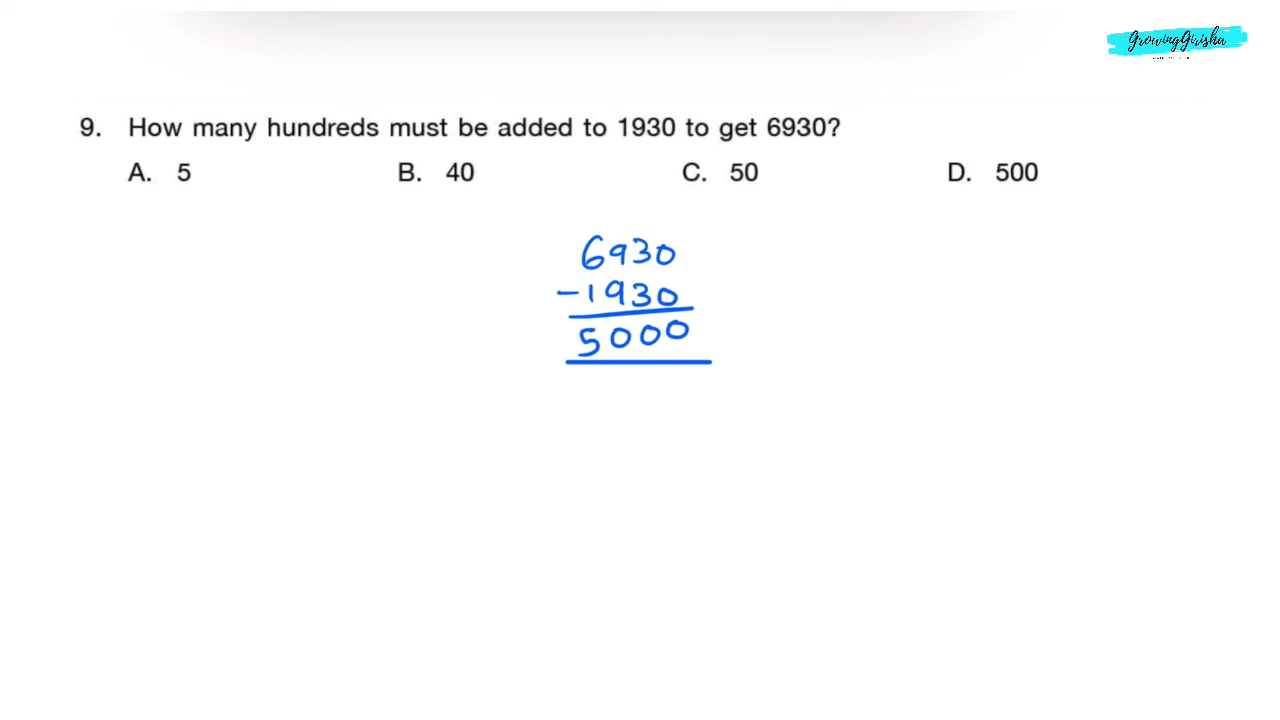 GrowingGirisha
9. How many hundreds must be added to 1930 to get 6930?
A. 5 B. 40 C. 50 D. 500
6930
-1930
5000